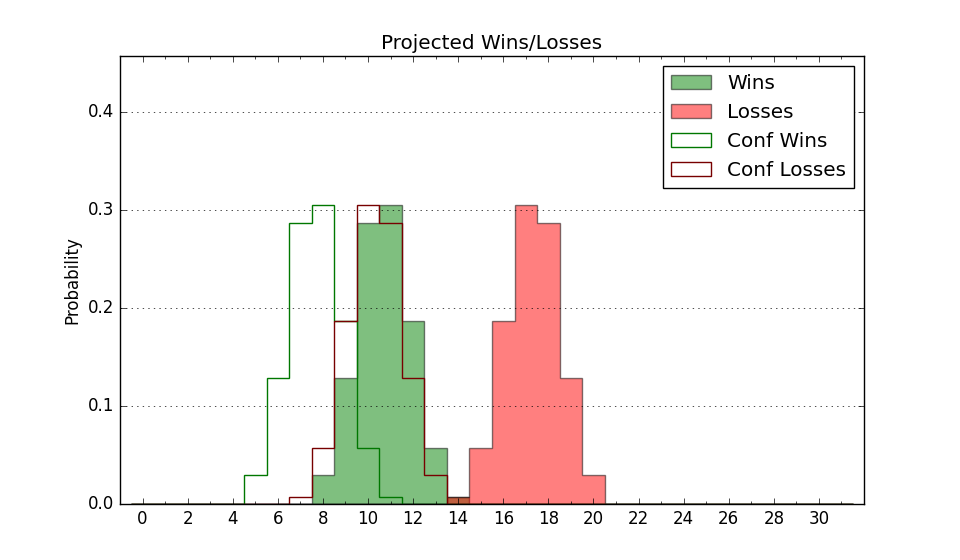 Projected Wins/Losses
Wins
Losses
Conf Wins
Conf Losses
Probability
0.4
0.3
0.2
0.1
0.0
0 2 4 6 8 10 12 14 16 18 20 22 24 26 28 30